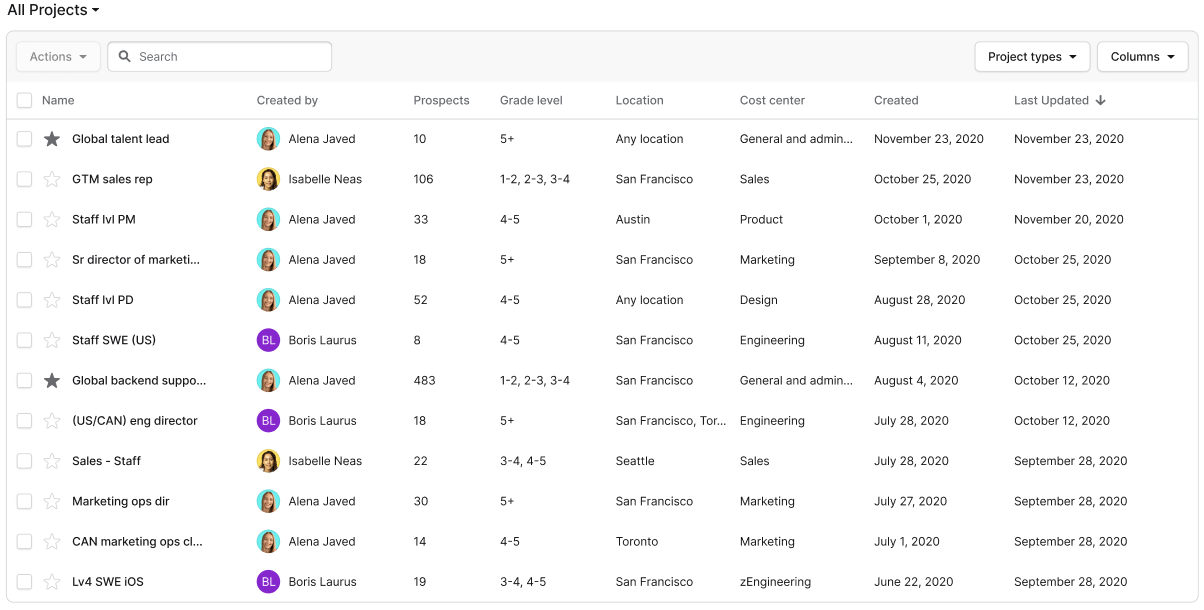 All Projects
Actions Search Project types Columns
Name Created by Prospects Grade level Location Cost center Created Last Updated
Global talent lead Alena Javed 10 5+ Any location General and admin... November 23, 2020 November 23, 2020
GTM sales rep Isabelle Neas 106 1-2, 2-3, 3-4 San Francisco Sales October 25, 2020 November 23, 2020
Staff lvl PM Alena Javed 33 4-5 Austin Product October 1, 2020 November 20, 2020
Sr director of marketi... Alena Javed 18 5+ San Francisco Marketing September 8, 2020 October 25, 2020
Staff lvl PD Alena Javed 52 4-5 Any location Design August 28, 2020 October 25, 2020
Staff SWE (US) BL Boris Laurus 8 4-5 San Francisco Engineering August 11, 2020 October 25, 2020
Global backend suppo... Alena Javed 483 1-2, 2-3, 3-4 San Francisco General and admin... August 4, 2020 October 12, 2020
(US/CAN) eng director BL Boris Laurus 18 5+ San Francisco, Tor... Engineering July 28, 2020 October 12, 2020
Sales - Staff Isabelle Neas 22 3-4, 4-5 Seattle Sales July 28, 2020 September 28, 2020
Marketing ops dir Alena Javed 30 5+ San Francisco Marketing July 27, 2020 September 28, 2020
CAN marketing ops cl... Alena Javed 14 4-5 Toronto Marketing July 1, 2020 September 28, 2020
Lv4 SWE iOS BL Boris Laurus 19 3-4, 4-5 San Francisco zEngineering June 22, 2020 September 28, 2020